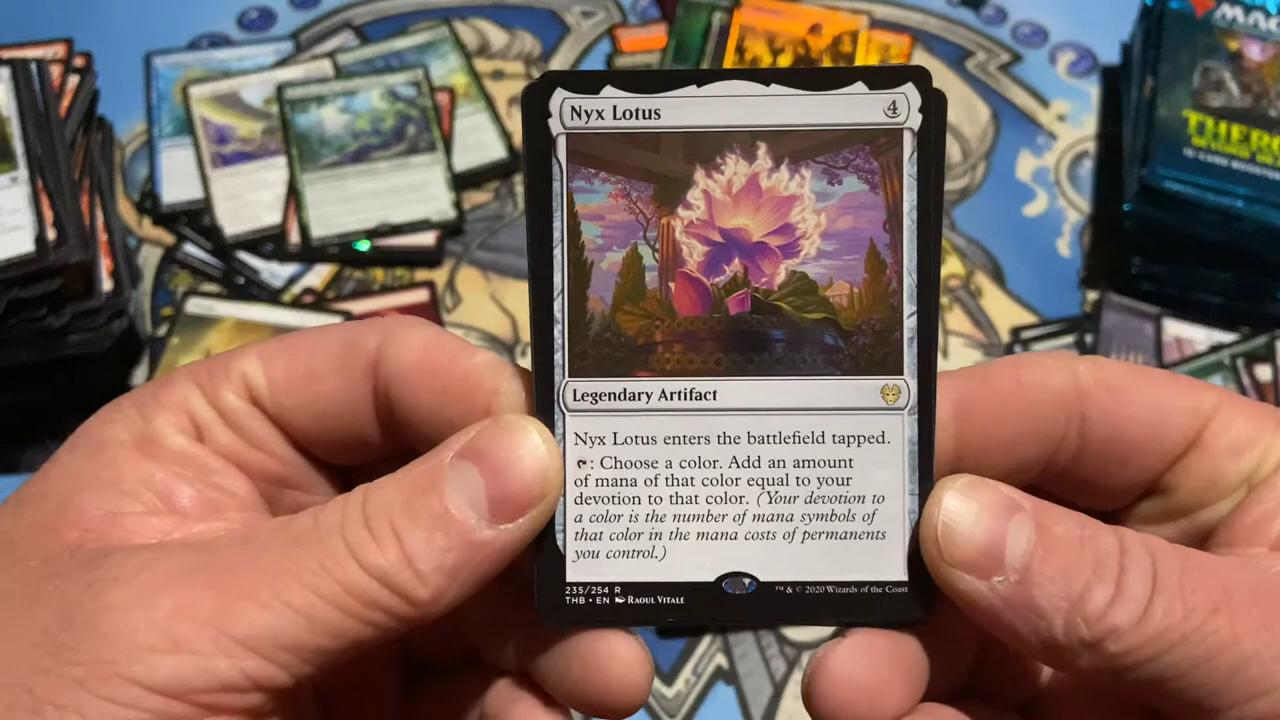 Nyx Lotus 4
Legendary Artifact
Nyx Lotus enters the battlefield tapped.
: Choose a color. Add an amount
of mana of that color equal to your
devotion to that color. (Your devotion to
a color is the number of mana symbols of
that color in the mana costs of permanents
you control.)
235/254 R
THB • EN Raoul Vitale
™ & © 2020 Wizards of the Coast